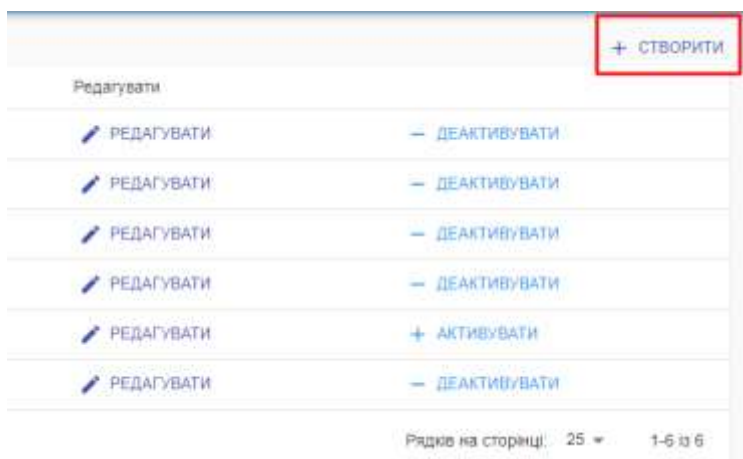 + СТВОРИТИ
Редагувати
РЕДАГУВАТИ — ДЕАКТИВУВАТИ
РЕДАГУВАТИ — ДЕАКТИВУВАТИ
РЕДАГУВАТИ — ДЕАКТИВУВАТИ
РЕДАГУВАТИ — ДЕАКТИВУВАТИ
РЕДАГУВАТИ + АКТИВУВАТИ
РЕДАГУВАТИ — ДЕАКТИВУВАТИ
Рядків на сторінці: 25 1-6 із 6